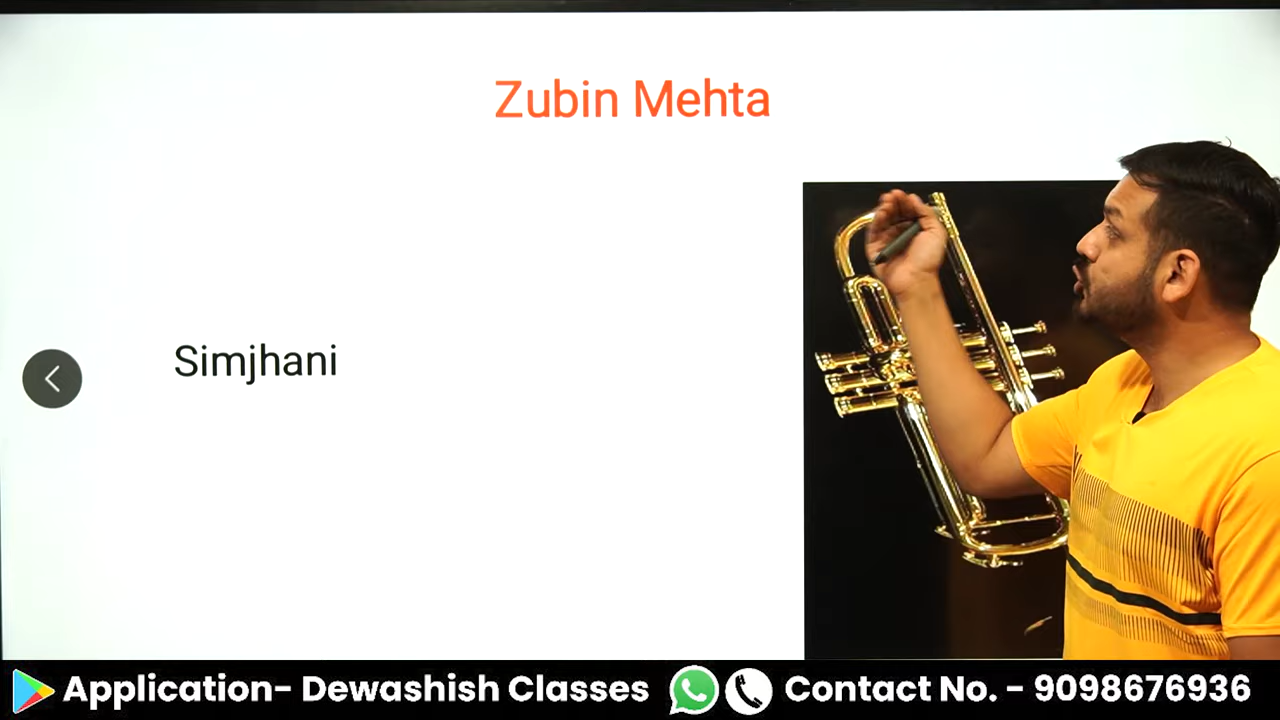 Zubin Mehta
Simjhani
Application- Dewashish Classes
Contact No. - 9098676936